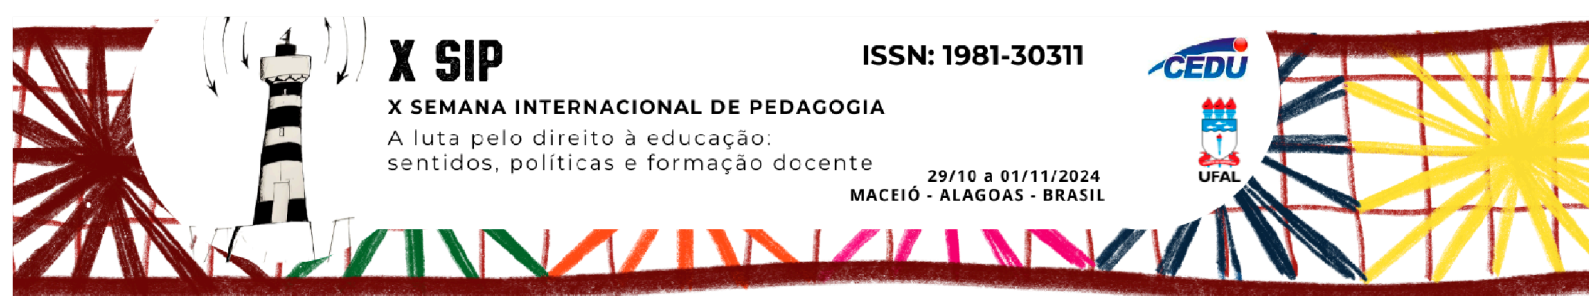 X SIP
X SEMANA INTERNACIONAL DE PEDAGOGIA
A luta pelo direito à educação:
sentidos, políticas e formação docente
ISSN: 1981-30311
29/10 a 01/11/2024
MACEIÓ - ALAGOAS - BRASIL
CEDU
UFAL